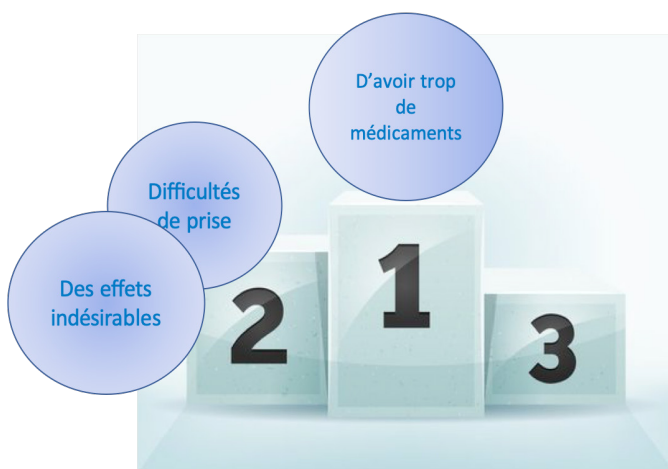 D’avoir trop
de
médicaments
Difficultés
de prise
Des effets
indésirables
2
1
3